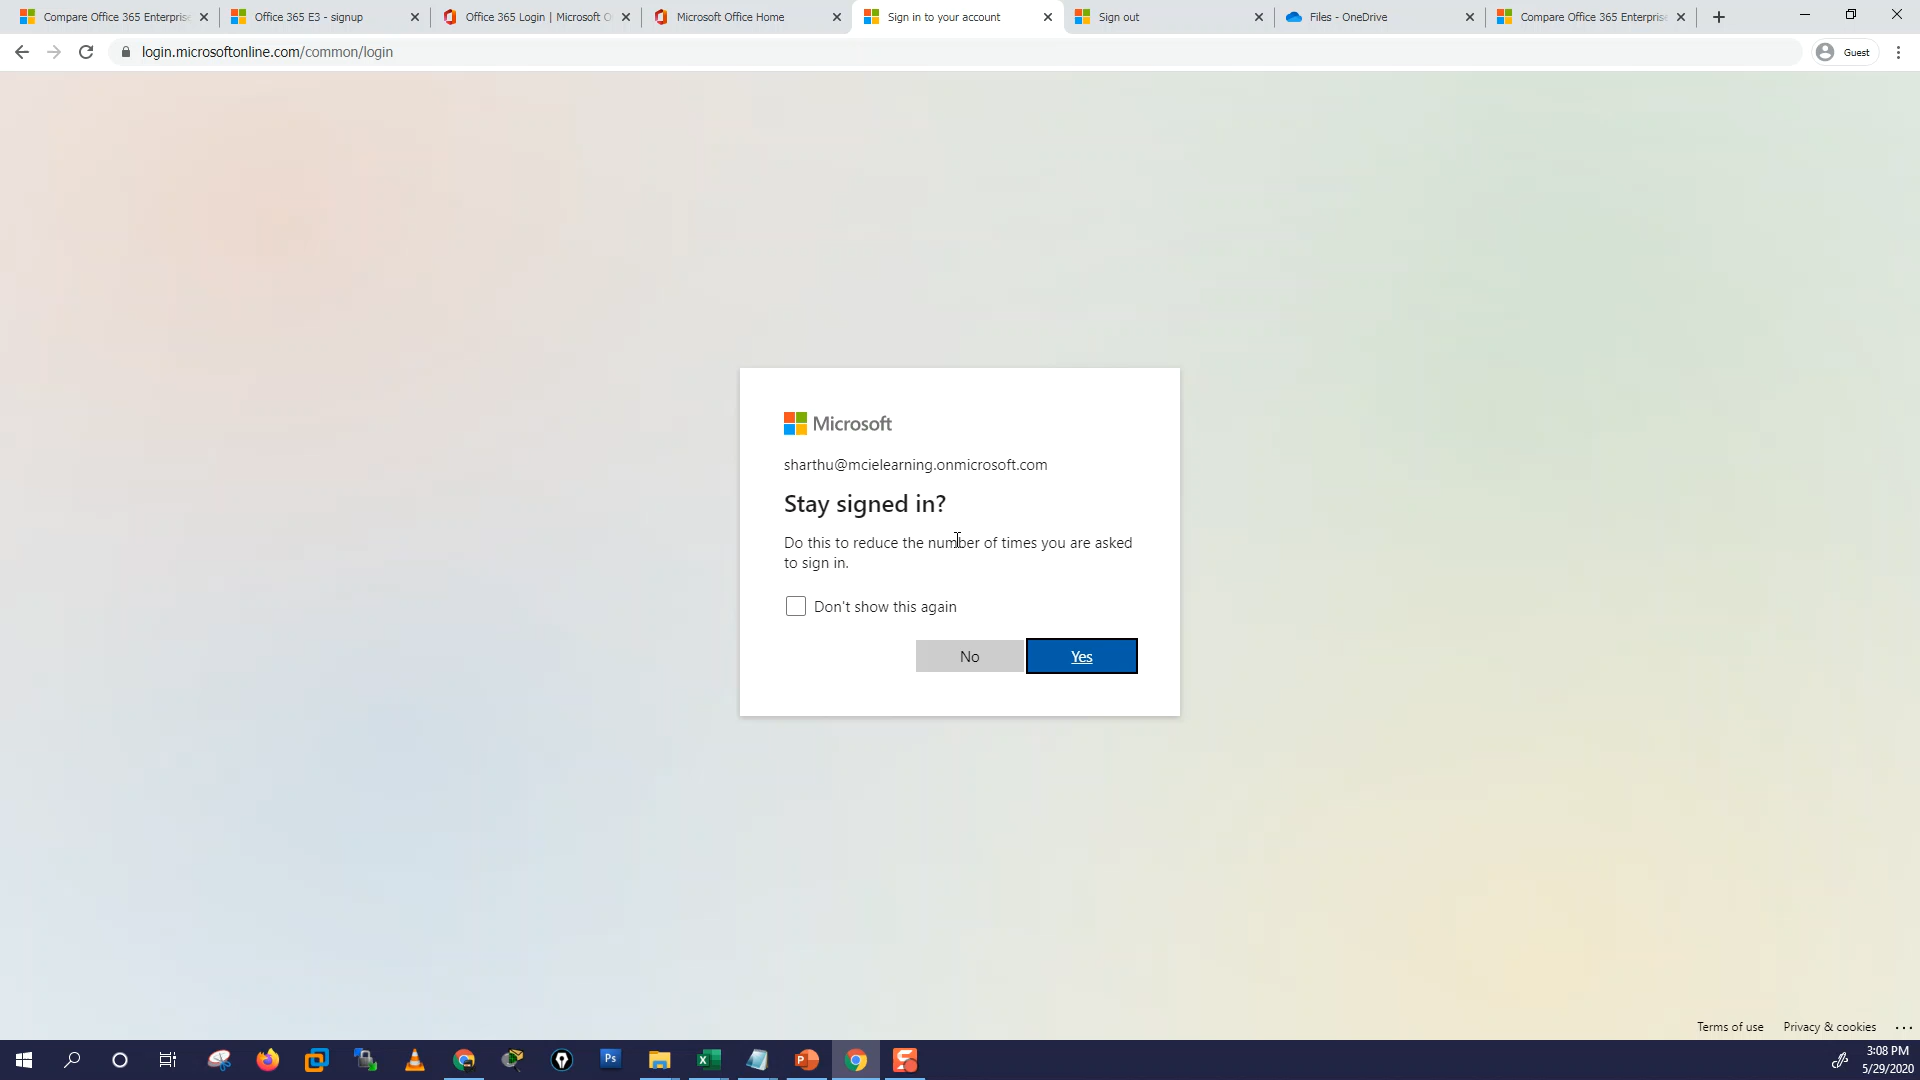 Compare Office 365 Enterpris
Office 365 E3 - signup
Office 365 Login | Microsoft O
Microsoft Office Home
Sign in to your account
Sign out
Files - OneDrive
Compare Office 365 Enterpris
login.microsoftonline.com/common/login
Guest
Microsoft
sharthu@mcielearning.onmicrosoft.com
Stay signed in?
Do this to reduce the number of times you are asked
to sign in.
Don't show this again
No
Yes
Terms of use
Privacy & cookies
Ps
3:08 PM
5/29/2020